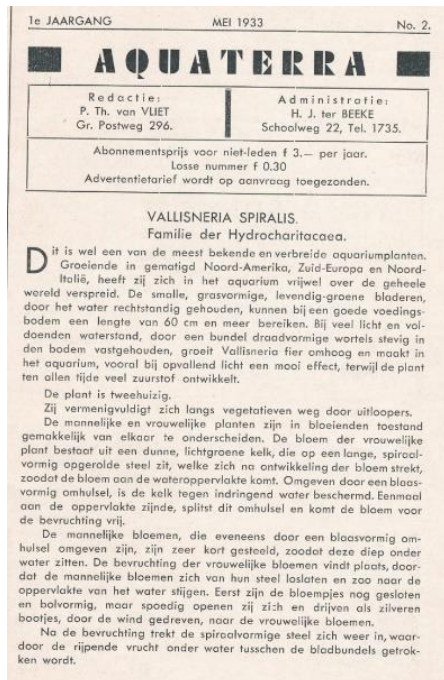 1e JAARGANG MEI 1933 No. 2.
AQUATERRA
Redactie:
P. Th. van VLIET
Gr. Postweg 296.
Administratie:
H. J. ter BEEKE
Schoolweg 22, Tel. 1735.
Abonnementsprijs voor niet-leden f 3.— per jaar.
Losse nummer f 0.30
Advertentietarief wordt op aanvraag toegezonden.
VALLISNERIA SPIRALIS.
Familie der Hydrocharitacaea.
Dit is wel een van de meest bekende en verbreide aquariumplanten.
Groeiende in gematigd Noord-Amerika, Zuid-Europa en Noord-
Italië, heeft zij zich in het aquarium vrijwel over de geheele
wereld verspreid. De smalle, grasvormige, levendig-groene bladeren,
door het water rechtstandig gehouden, kunnen bij een goede voedings-
bodem een lengte van 60 cm en meer bereiken. Bij veel licht en vol-
doenden waterstand, door een bundel draadvormige wortels stevig in
den bodem vastgehouden, groeit Vallisneria fier omhoog en maakt in
het aquarium, vooral bij opvallend licht een mooi effect, terwijl de plant
ten allen tijde veel zuurstof ontwikkelt.
De plant is tweehuizig.
Zij vermenigvuldigt zich langs vegetatieven weg door uitloopers.
De mannelijke en vrouwelijke planten zijn in bloeienden toestand
gemakkelijk van elkaar te onderscheiden. De bloem der vrouwelijke
plant bestaat uit een dunne, lichtgroene kelk, die op een lange, spiraal-
vormig opgerolde steel zit, welke zich na ontwikkeling der bloem strekt,
zoodat de bloem aan de wateroppervlakte komt. Omgeven door een blaas-
vormig omhulsel, is de kelk tegen indringend water beschermd. Eenmaal
aan de oppervlakte zijnde, splitst dit omhulsel en komt de bloem voor
de bevruchting vrij.
De mannelijke bloemen, die eveneens door een blaasvormig om-
hulsel omgeven zijn, zijn zeer kort gesteeld, zoodat deze diep onder
water zitten. De bevruchting der vrouwelijke bloemen vindt plaats, door-
dat de mannelijke bloemen zich van hun steel loslaten en zoo naar de
oppervlakte van het water stijgen. Eerst zijn de bloempjes nog gesloten
en bolvormig, maar spoedig openen zij zich en drijven als zilveren
bootjes, door de wind gedreven, naar de vrouwelijke bloemen.
Na de bevruchting trekt de spiraalvormige steel zich weer in, waar-
door de rijpende vrucht onder water tusschen de bladbundels getrok-
ken wordt.